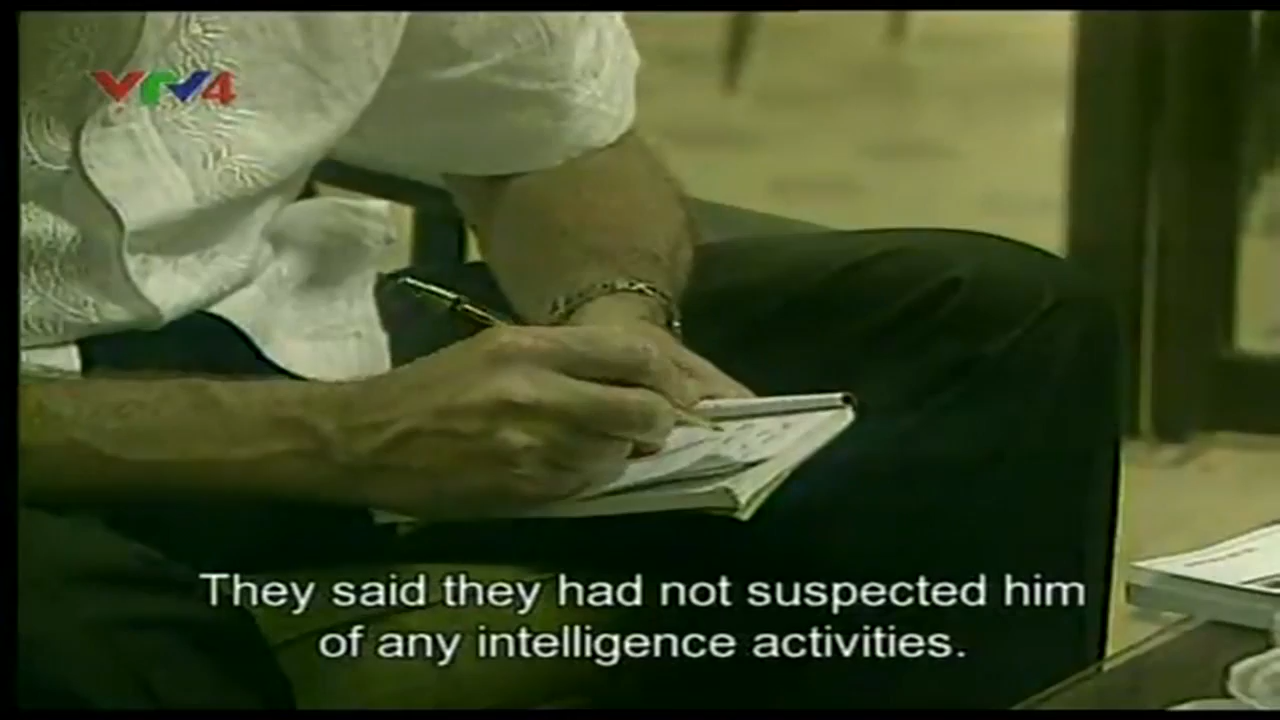 VTV4
They said they had not suspected him
of any intelligence activities.